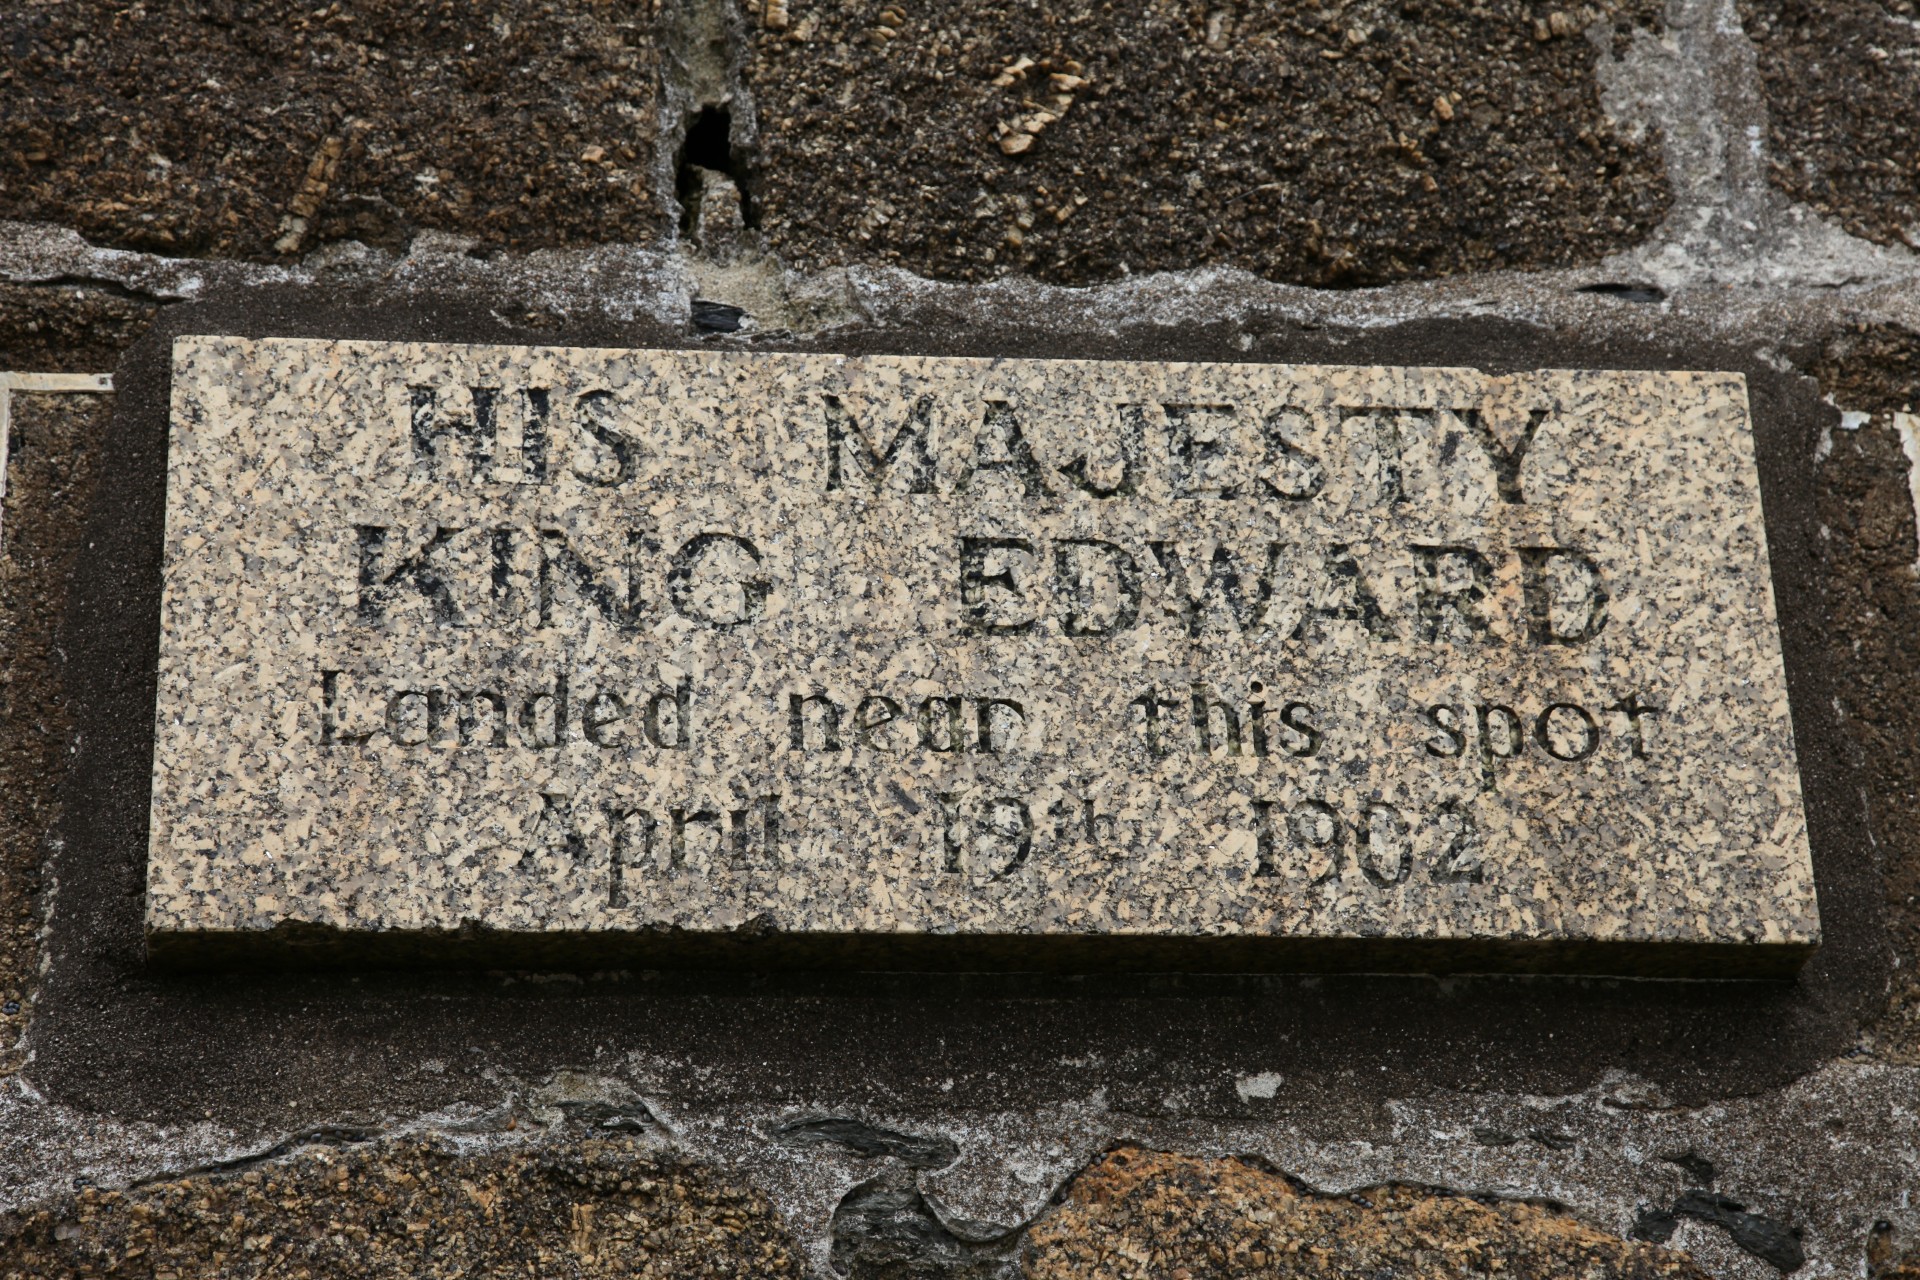 HIS MAJESTY
KING EDWARD
Landed near this spot
April 19th 1902